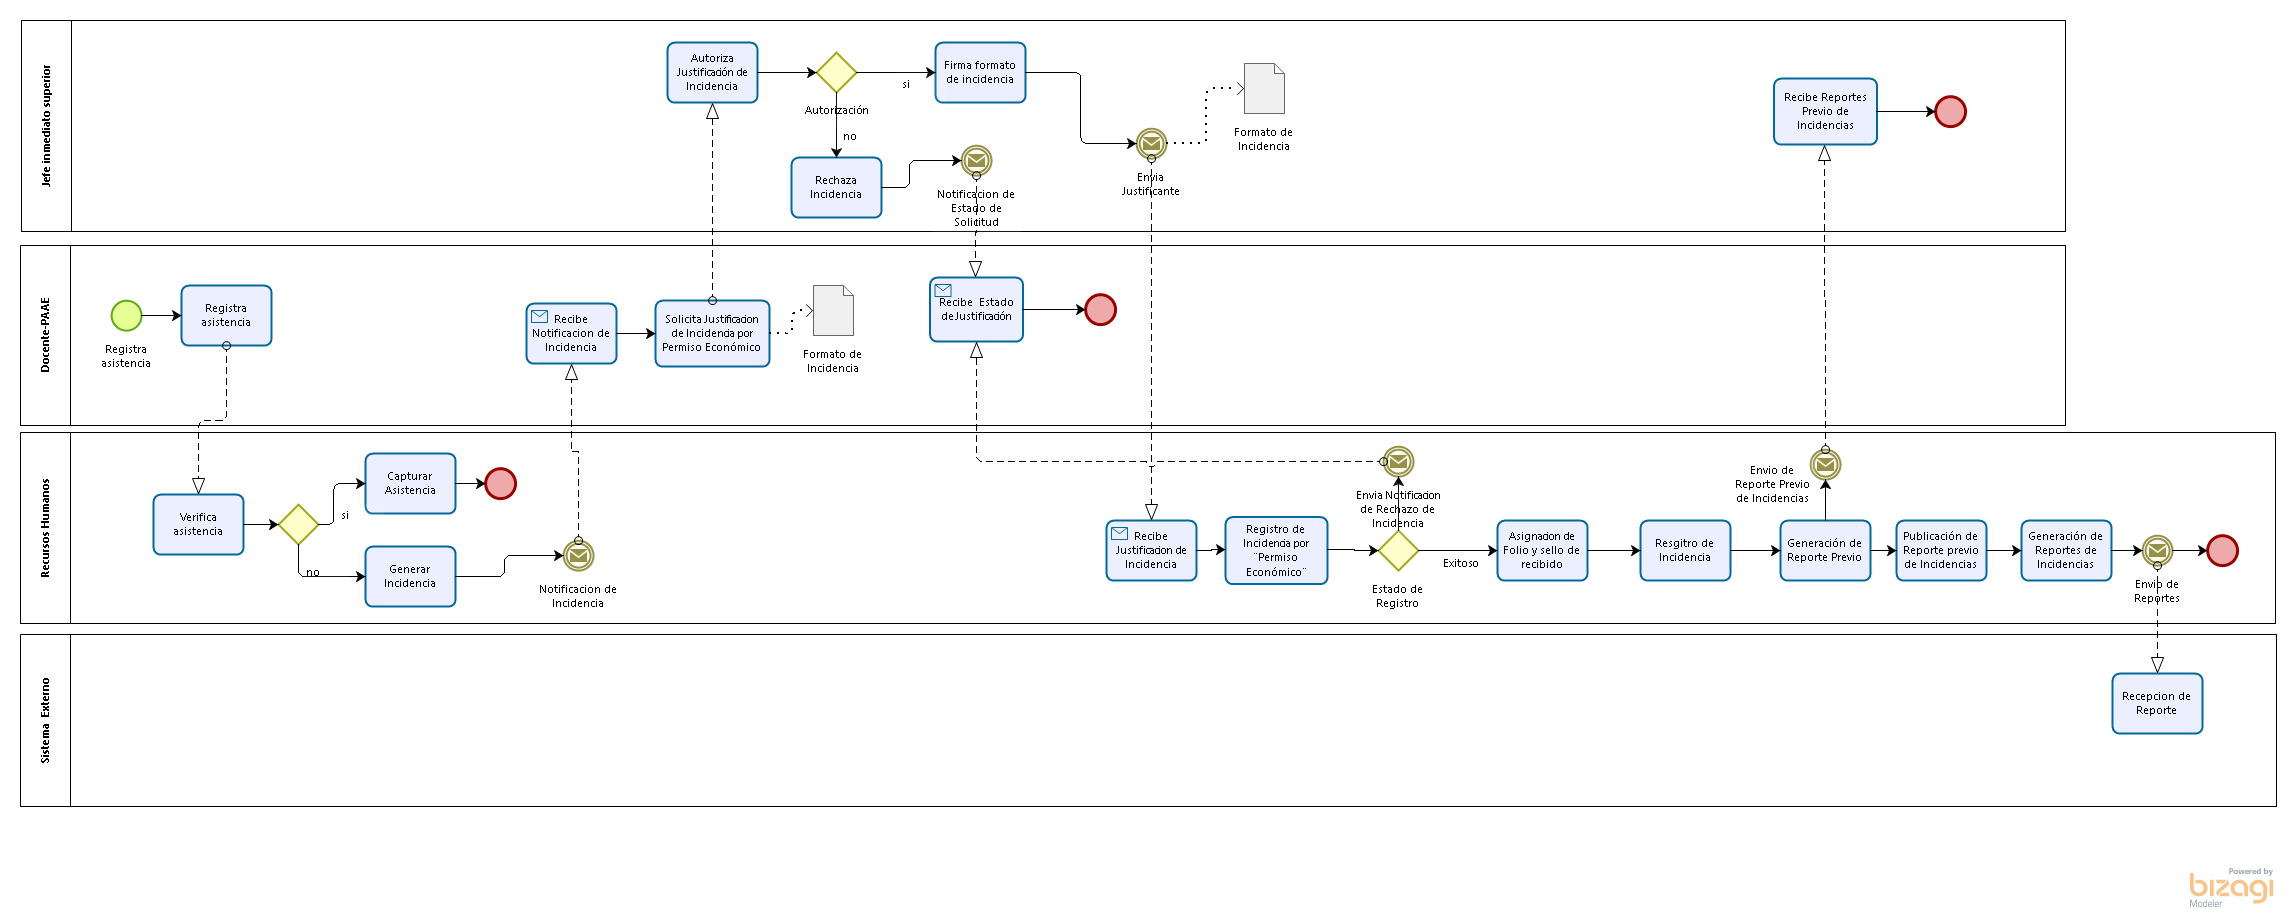 Jefe inmediato superior
Autoriza
Justificación de
Incidencia
Autorización
si
no
Firma formato
de incidencia
Rechaza
Incidencia
Notificacion de
Estado de
Solicitud
Envia
Justificante
Formato de
Incidencia
Recibe Reportes
Previo de
Incidencias
Docente-PAAE
Registra
asistencia
Registra
asistencia
Recibe
Notificacion de
Incidencia
Solicita Justificacion
de Incidencia por
Permiso Económico
Formato de
Incidencia
Recibe Estado
deJustificación
Recursos Humanos
Verifica
asistencia
si
no
Capturar
Asistencia
Generar
Incidencia
Notificacion de
Incidencia
Recibe
Justificacion de
Incidencia
Registro de
Incidencia por
¨Permiso
Económico¨
Envia Notificacion
de Rechazo de
Incidencia
Estado de
Registro
Exitoso
Asignacion de
Folio y sello de
recibido
Resgitro de
Incidencia
Envio de
Reporte Previo
de Incidencias
Generación de
Reporte Previo
Publicación de
Reporte previo
de Incidencias
Generación de
Reportes de
Incidencias
Envio de
Reportes
Sistema Externo
Recepcion de
Reporte
Powered by
bizagi
Modeler